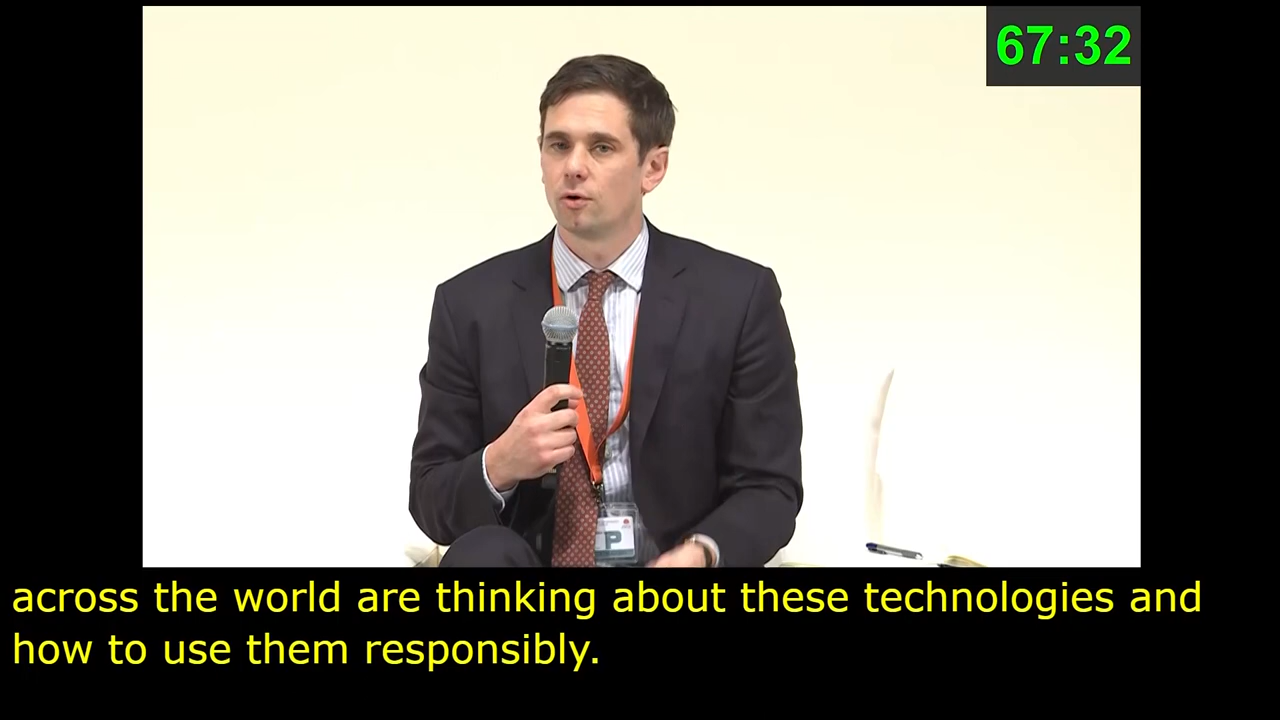 67:32
P
across the world are thinking about these technologies and
how to use them responsibly.